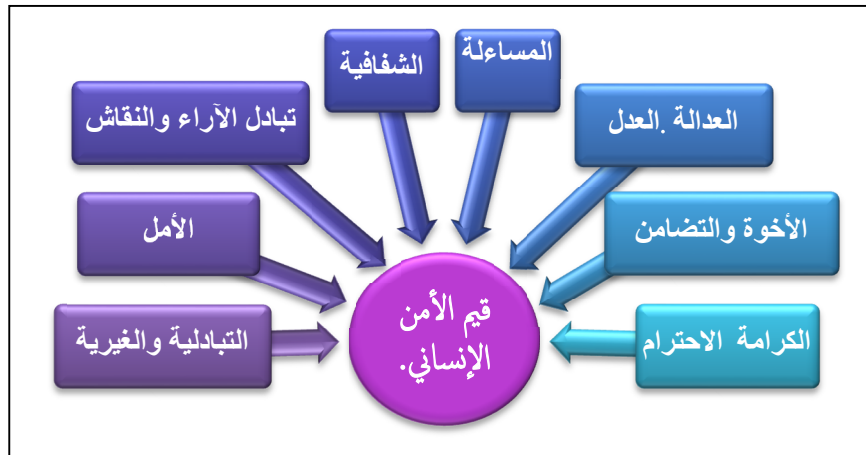 المساءلة
الشفافية
العدالة .العدل
تبادل الآراء والنقاش
الأخوة والتضامن
الأمل
الكرامة الاحترام
التبادلية والغيرية
قيم الأمن
الإنساني.